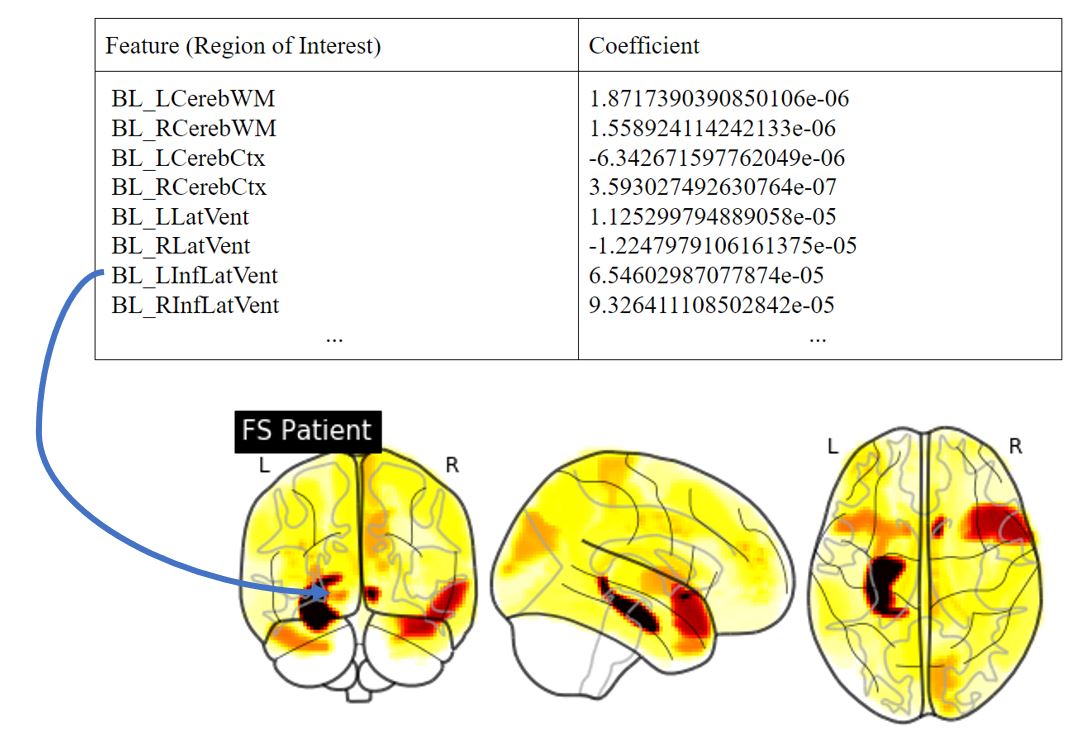 Feature (Region of Interest) Coefficient
BL_LCerebWM 1.8717390390850106e-06
BL_RCerebWM 1.558924114242133e-06
BL_LCerebCtx -6.342671597762049e-06
BL_RCerebCtx 3.593027492630764e-07
BL_LLatVent 1.125299794889058e-05
BL_RLatVent -1.2247979106161375e-05
BL_LInfLatVent 6.54602987077874e-05
BL_RInfLatVent 9.326411108502842e-05
... ...
FS Patient
L R
L R